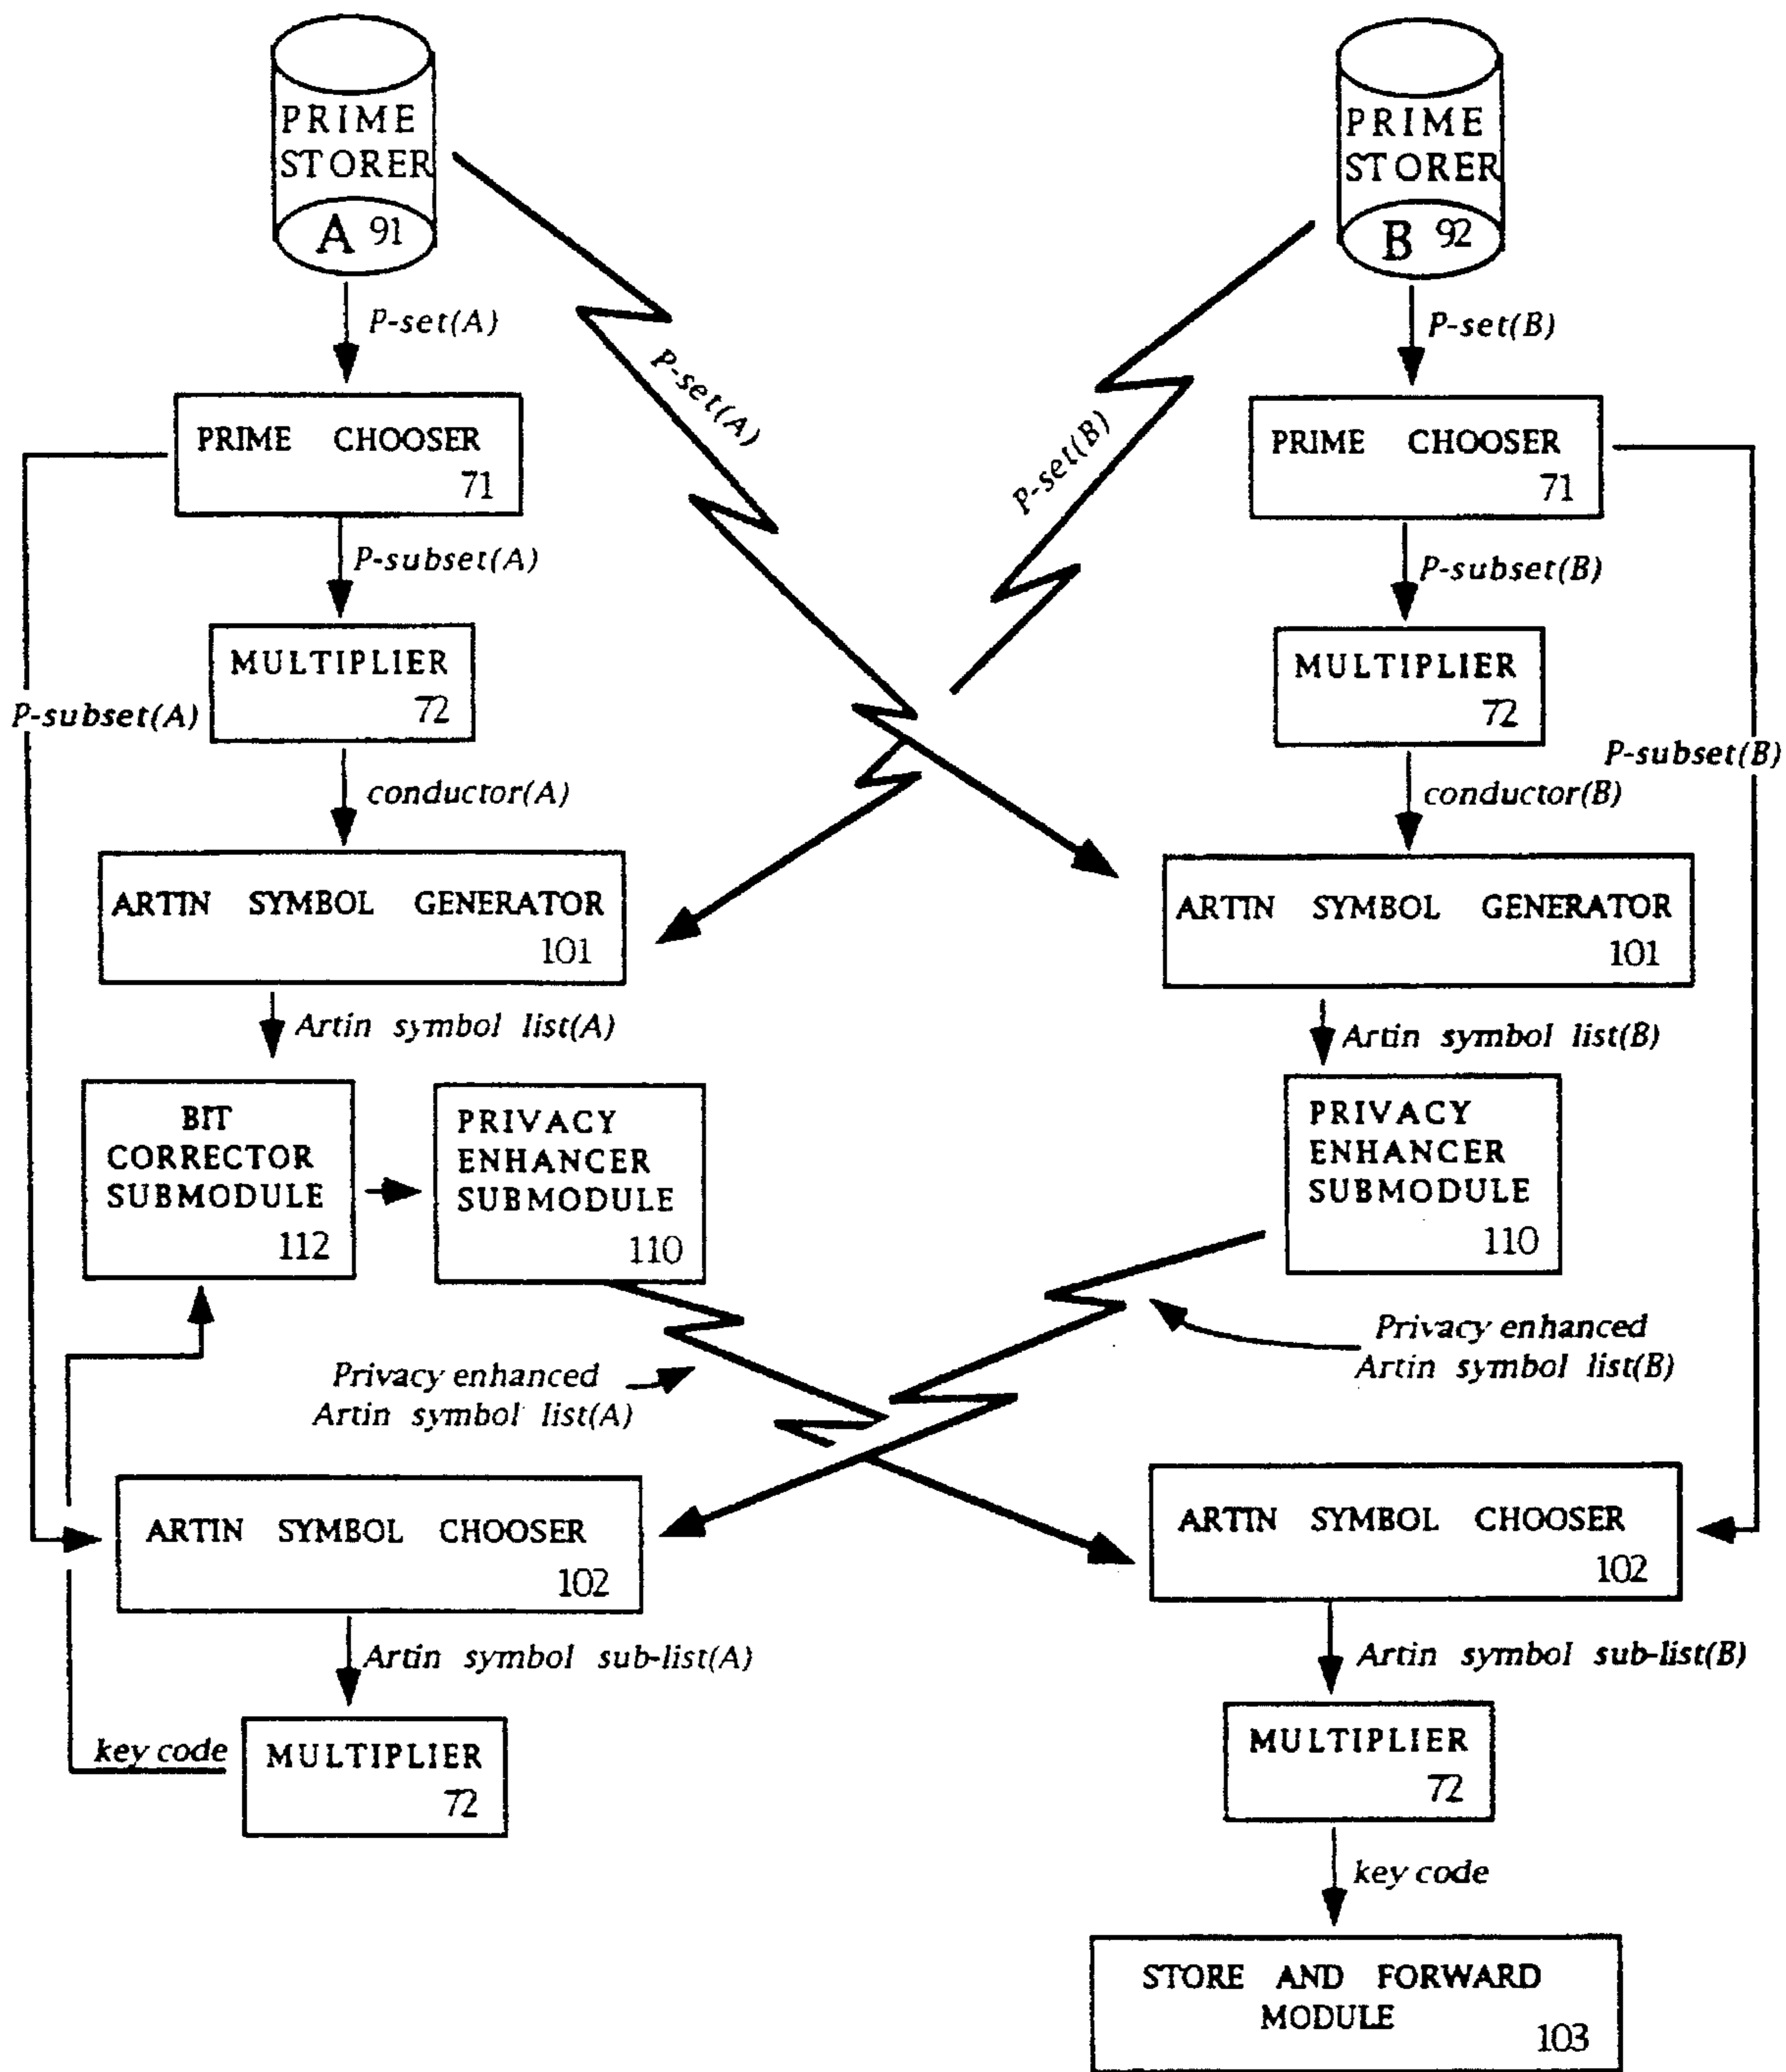 PRIME
STORER
A 91
PRIME
STORER
B 92
P-set(A)
P-set(B)
P-set(A)
P-set(B)
PRIME CHOOSER
71
PRIME CHOOSER
71
P-subset(A)
P-subset(B)
MULTIPLIER
72
MULTIPLIER
72
P-subset(A)
P-subset(B)
conductor(A)
conductor(B)
ARTIN SYMBOL GENERATOR
101
ARTIN SYMBOL GENERATOR
101
Artin symbol list(A)
Artin symbol list(B)
BIT
CORRECTOR
SUBMODULE
112
PRIVACY
ENHANCER
SUBMODULE
110
PRIVACY
ENHANCER
SUBMODULE
110
Privacy enhanced
Artin symbol list(A)
Privacy enhanced
Artin symbol list(B)
ARTIN SYMBOL CHOOSER
102
ARTIN SYMBOL CHOOSER
102
Artin symbol sub-list(A)
Artin symbol sub-list(B)
key code
MULTIPLIER
72
MULTIPLIER
72
key code
STORE AND FORWARD
MODULE
103